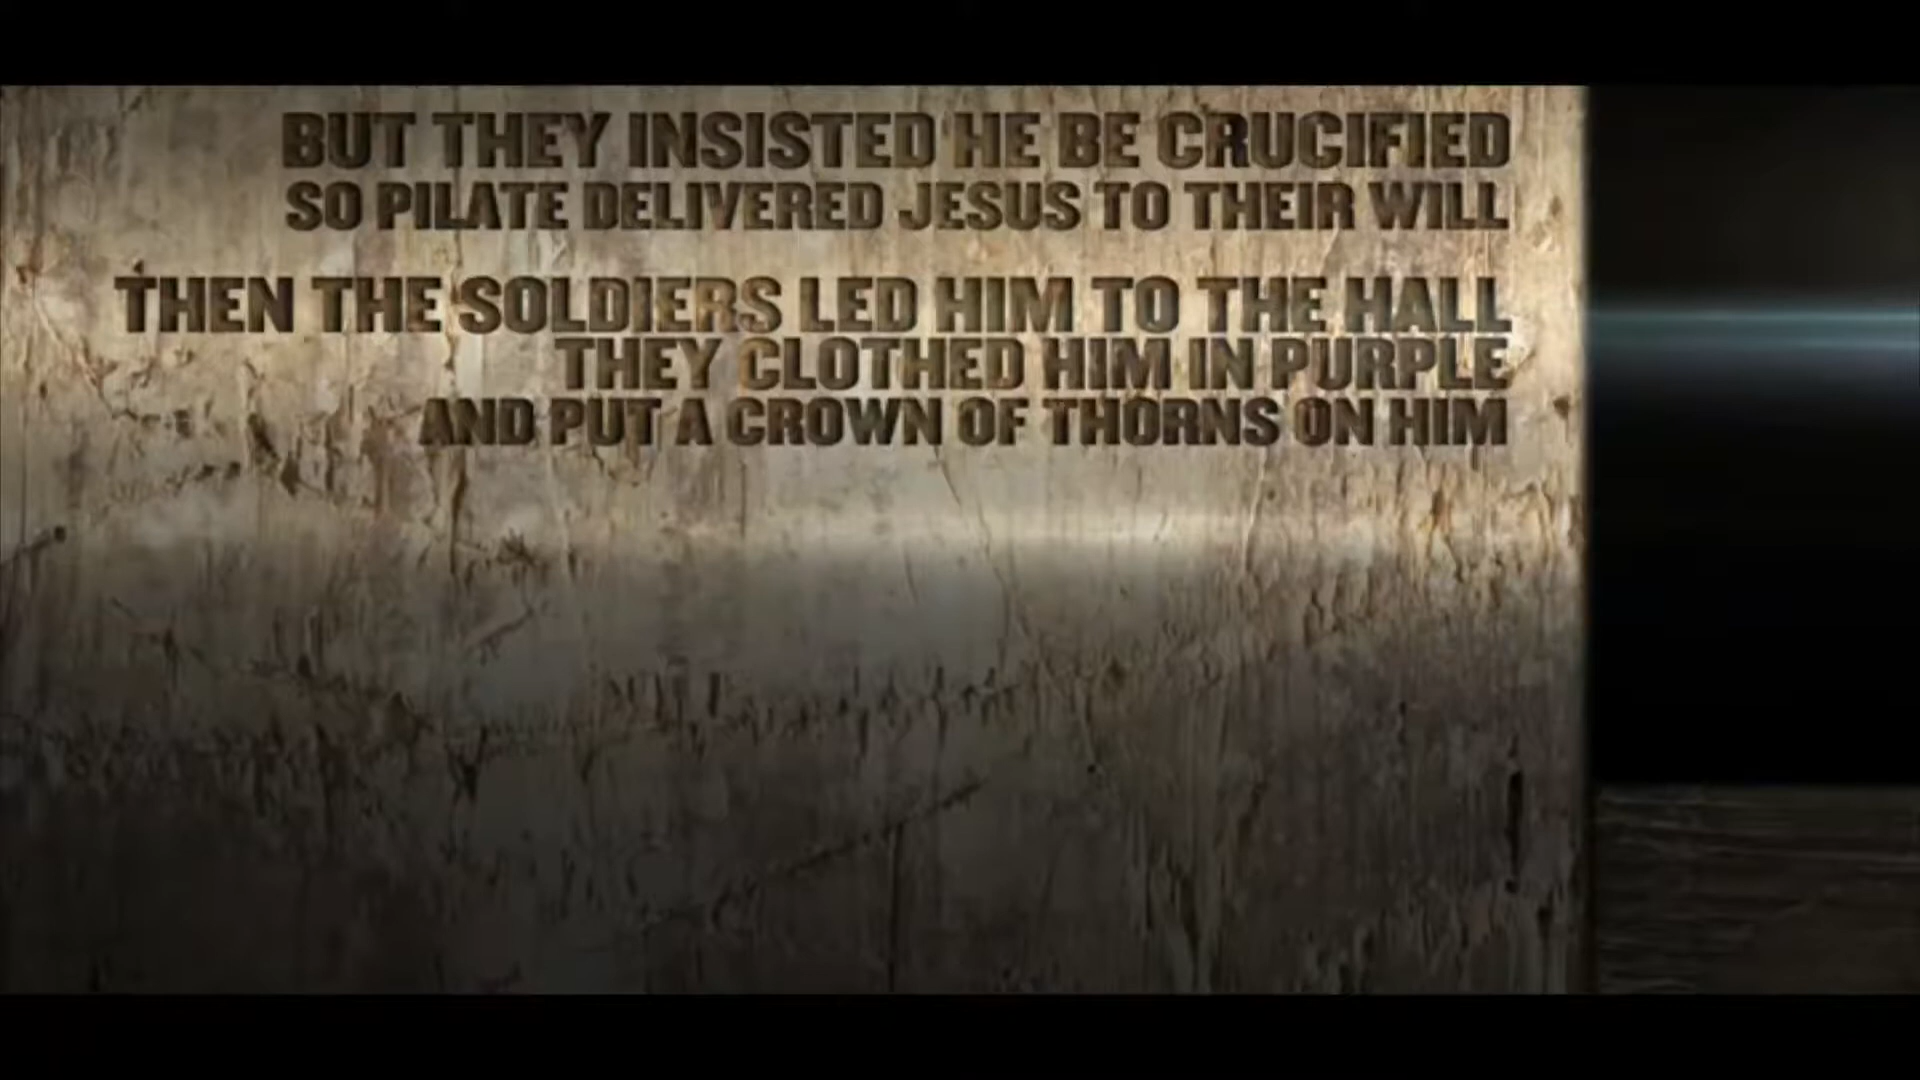 BUT THEY INSISTED HE BE CRUCIFIED
SO PILATE DELIVERED JESUS TO THEIR WILL
THEN THE SOLDIERS LED HIM TO THE HALL
THEY CLOTHED HIM IN PURPLE
AND PUT A CROWN OF THORNS ON HIM